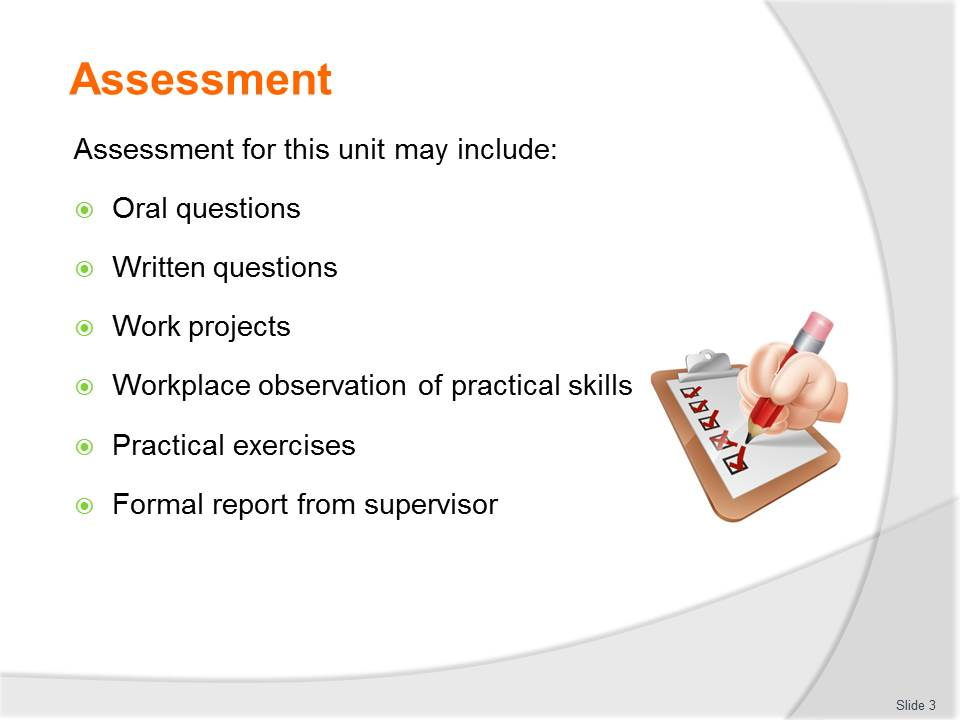 Assessment
Assessment for this unit may include:
Oral questions
Written questions
Work projects
Workplace observation of practical skills
Practical exercises
Formal report from supervisor
Slide 3